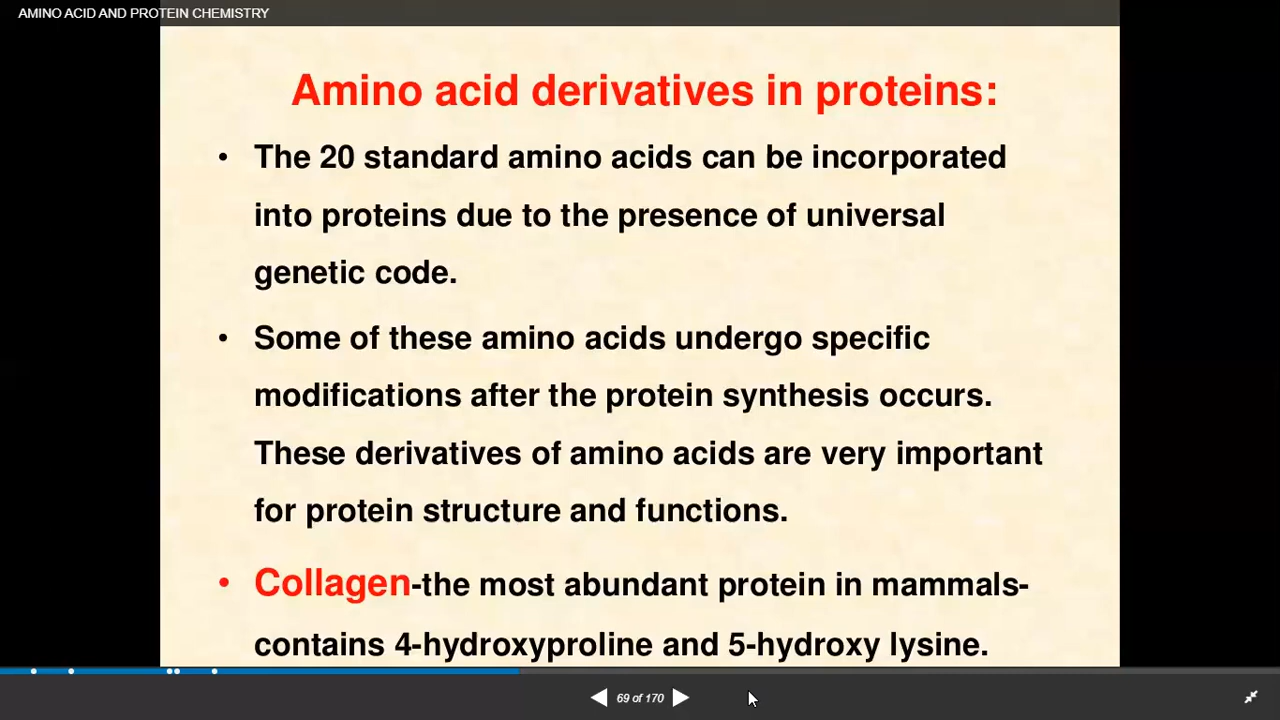 AMINO ACID AND PROTEIN CHEMISTRY
Amino acid derivatives in proteins:
• The 20 standard amino acids can be incorporated
into proteins due to the presence of universal
genetic code.
• Some of these amino acids undergo specific
modifications after the protein synthesis occurs.
These derivatives of amino acids are very important
for protein structure and functions.
• Collagen-the most abundant protein in mammals-
contains 4-hydroxyproline and 5-hydroxy lysine.
69 of 170